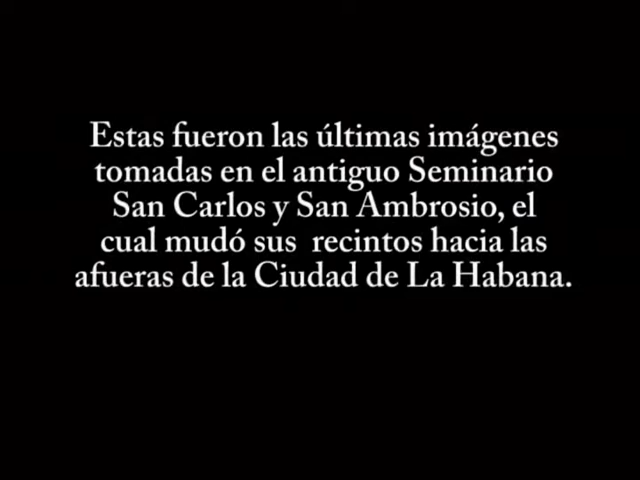 Estas fueron las últimas imágenes
tomadas en el antiguo Seminario
San Carlos y San Ambrosio, el
cual mudó sus  recintos hacia las
afueras de la Ciudad de La Habana.